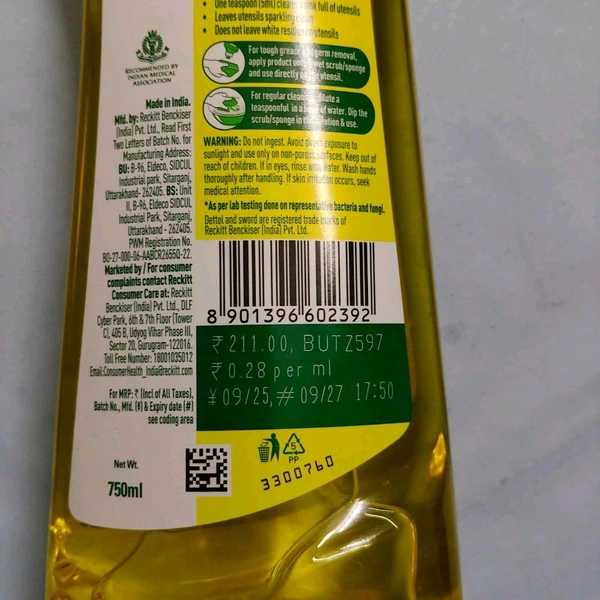 • One teaspoon (5ml) cleans sink full of utensils
• Leaves utensils sparkling clean
• Does not leave white residue on utensils
For tough grease and germ removal,
apply product onto wet scrub/sponge
and use directly on the utensil.
For regular cleaning, dilute a
teaspoonful in a bowl of water. Dip the
scrub/sponge in this solution & use.
WARNING: Do not ingest. Avoid direct exposure to
sunlight and use only on non-porous surfaces. Keep out of
reach of children. If in eyes, rinse with water. Wash hands
thoroughly after handling. If skin irritation occurs, seek
medical attention.
*As per lab testing done on representative bacteria and fungi.
Dettol and sword are registered trade marks of
Reckitt Benckiser (India) Pvt. Ltd.
RECOMMENDED BY
INDIAN MEDICAL
ASSOCIATION
Made in India.
Mfd. by: Reckitt Benckiser
(India) Pvt. Ltd., Read First
Two Letters of Batch No. for
Manufacturing Address:
BU: B-96, Eldeco SIDCUL
Industrial park, Sitarganj,
Uttarakhand- 262405. BS: Unit
II, B-96, Eldeco SIDCUL
Industrial Park, Sitarganj,
Uttarakhand - 262405.
PWM Registration No.
BO-27-000-06-AABCR2655Q-22.
Marketed by / For consumer
complaints contact Reckitt
Consumer Care at: Reckitt
Benckiser (India) Pvt. Ltd., DLF
Cyber Park, 6th & 7th Floor (Tower
C), 405 B, Udyog Vihar Phase III,
Sector 20, Gurugram-122016.
Toll Free Number: 18001035012
Email:ConsumerHealth_India@reckitt.com
For MRP: ₹ (Incl of All Taxes),
Batch No., Mfd. (¥) & Expiry date (#)
see coding area
Net Wt.
750ml
8 901396 602392
₹ 211.00, BUTZ597
₹ 0.28 per ml
¥ 09/25, # 09/27 17:50
5
PP
3300760